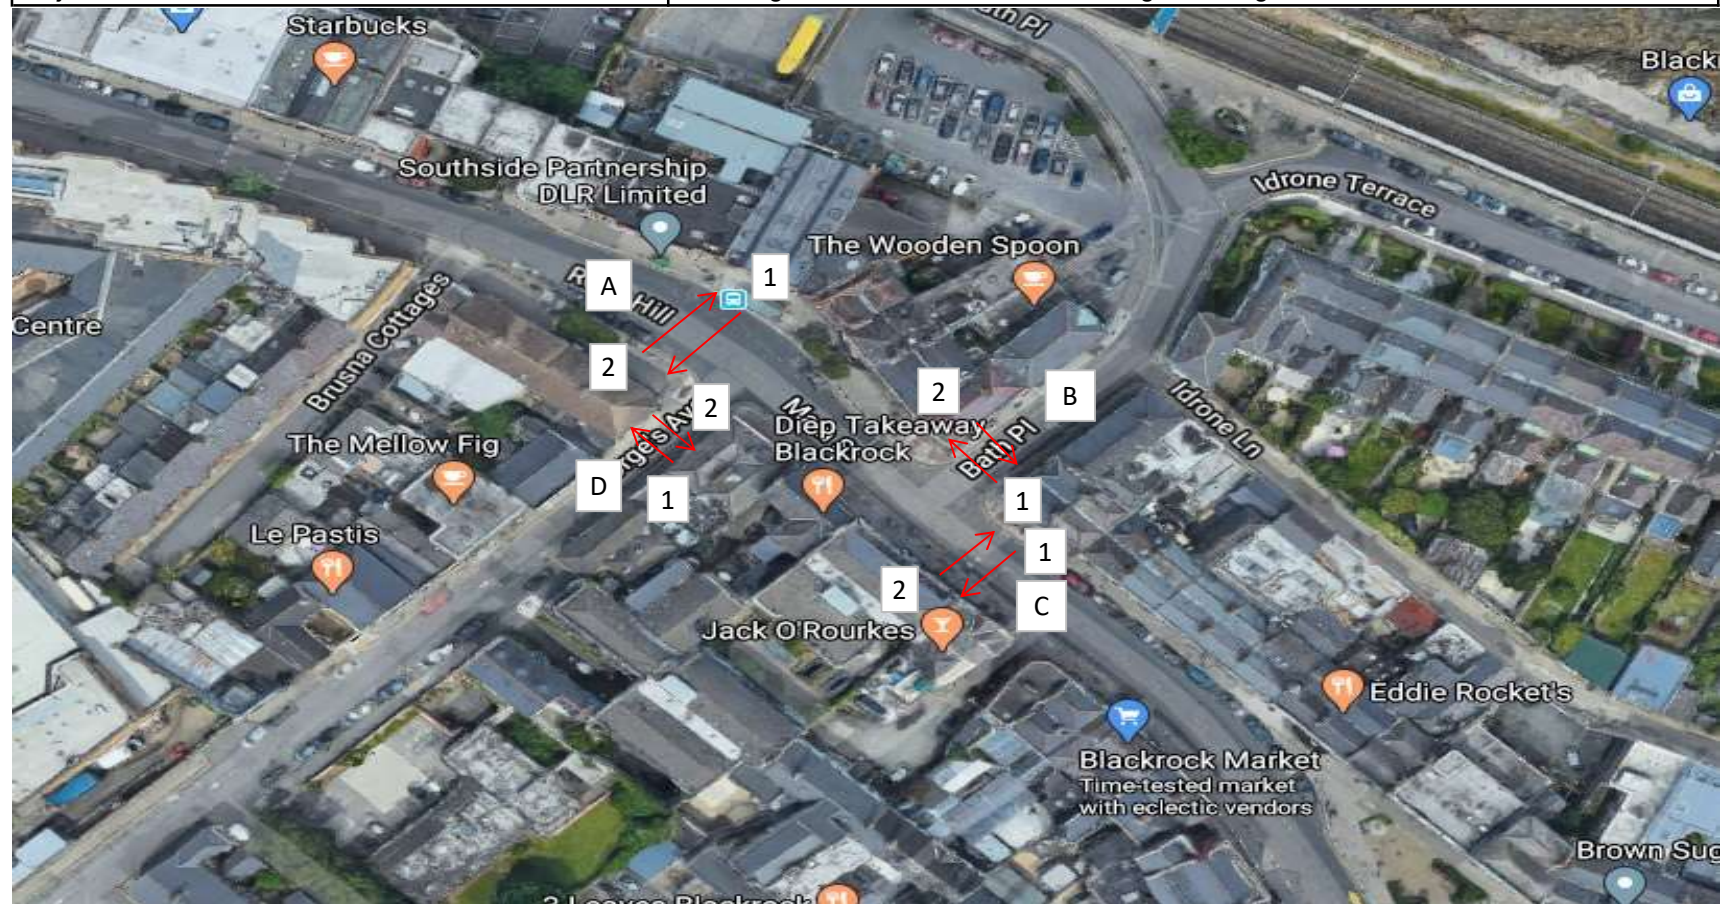 Starbucks
Southside Partnership
DLR Limited
Idrone Terrace
The Wooden Spoon
A
1
Hill
Centre
Brusna Cottages
2
2
2
B
Diep Takeaway
Blackrock
Bath Pl
Idrone Ln
The Mellow Fig
D
1
1
Le Pastis
1
2
C
Jack O'Rourkes
Eddie Rocket's
Blackrock Market
Time-tested market
with eclectic vendors
Brown Sug